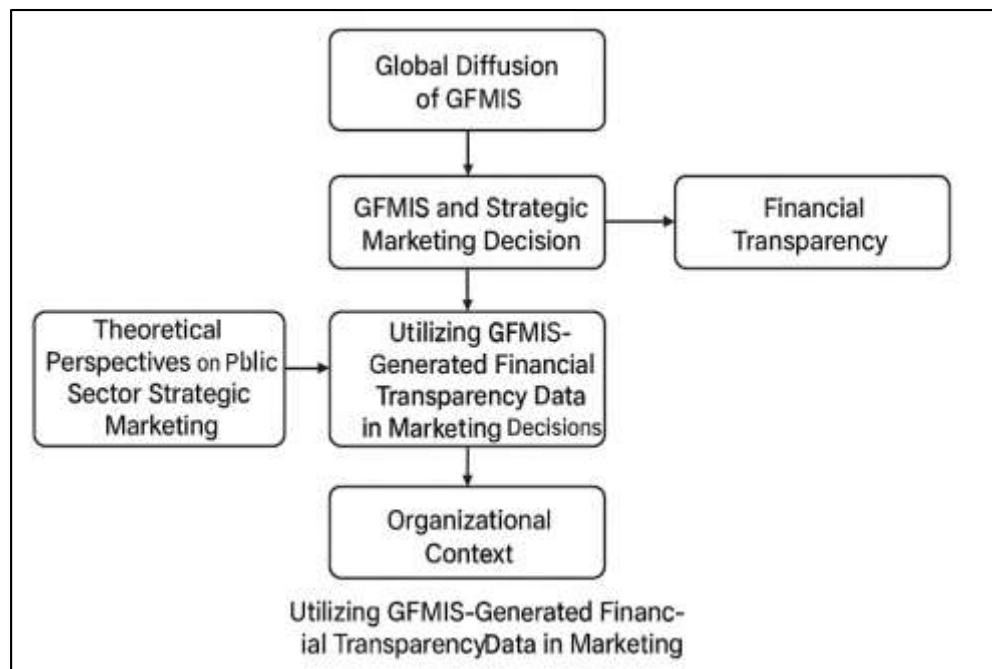 Global Diffusion
of GFMIS
GFMIS and Strategic
Marketing Decision
Financial
Transparency
Theoretical
Perspectives on Pblic
Sector Strategic
Marketing
Utilizing GFMIS-
Generated Financial
Transparency Data
in Marketing Decisions
Organizational
Context
Utilizing GFMIS-Generated Financ-
ial TransparencyData in Marketing